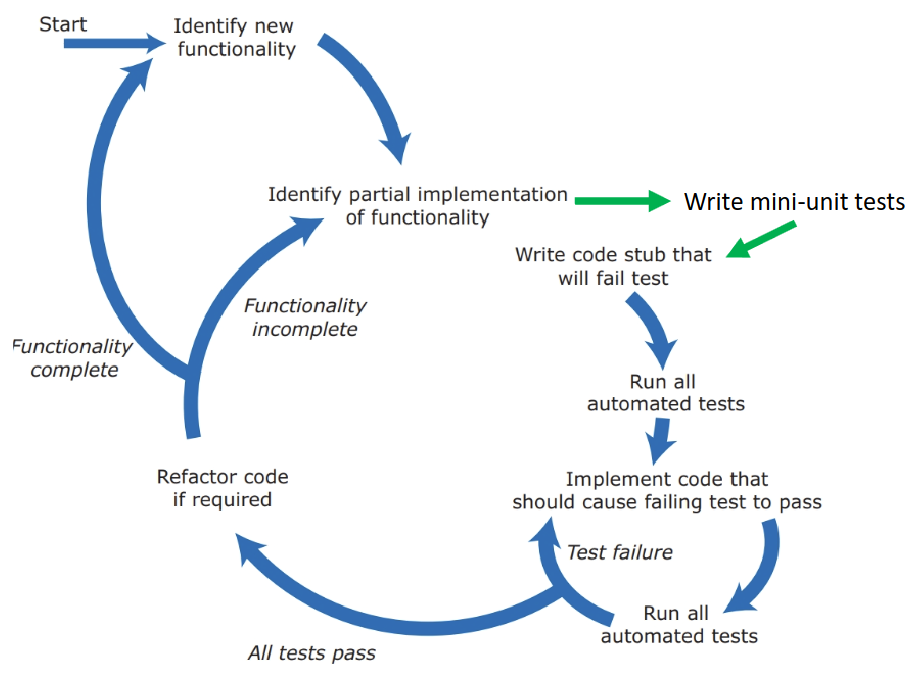 Start
Identify new
functionality
Identify partial implementation
of functionality
Write mini-unit tests
Write code stub that
will fail test
Run all
automated tests
Implement code that
should cause failing test to pass
Test failure
Run all
automated tests
All tests pass
Refactor code
if required
Functionality
incomplete
Functionality
complete